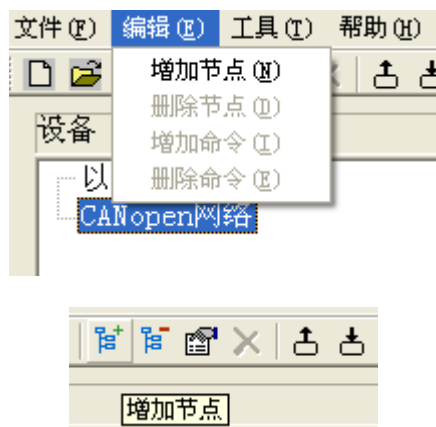 文件(F) 编辑(E) 工具(T) 帮助(H)
增加节点(N)
删除节点(D)
设备
增加命令(I)
以
删除命令(E)
CANopen网络
增加节点